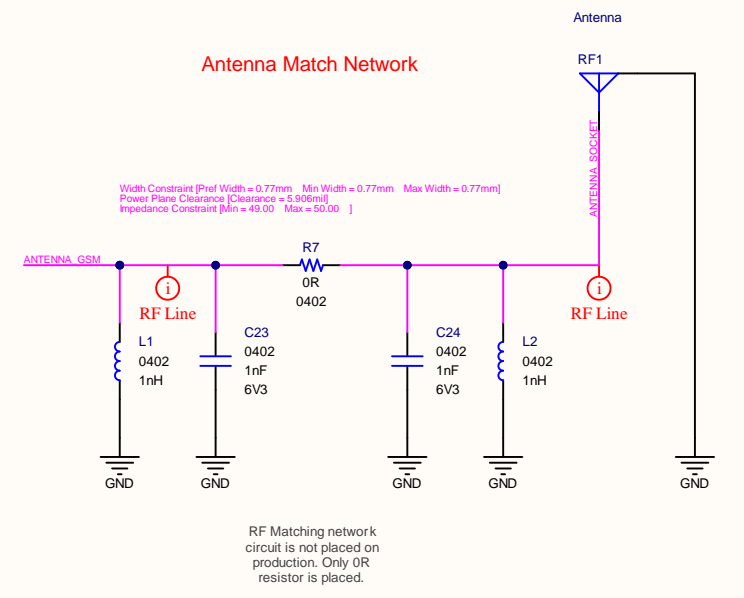 Antenna
Antenna Match Network
RF1
ANTENNA_SOCKET
Width Constraint [Pref Width = 0.77mm Min Width = 0.77mm Max Width = 0.77mm]
Power Plane Clearance [Clearance = 5.906mil]
Impedance Constraint [Min = 49.00 Max = 50.00 ]
ANTENNA_GSM
R7
0R
0402
i
RF Line
i
RF Line
L1
0402
1nH
C23
0402
1nF
6V3
C24
0402
1nF
6V3
L2
0402
1nH
GND
GND
GND
GND
GND
RF Matching network
circuit is not placed on
production. Only 0R
resistor is placed.